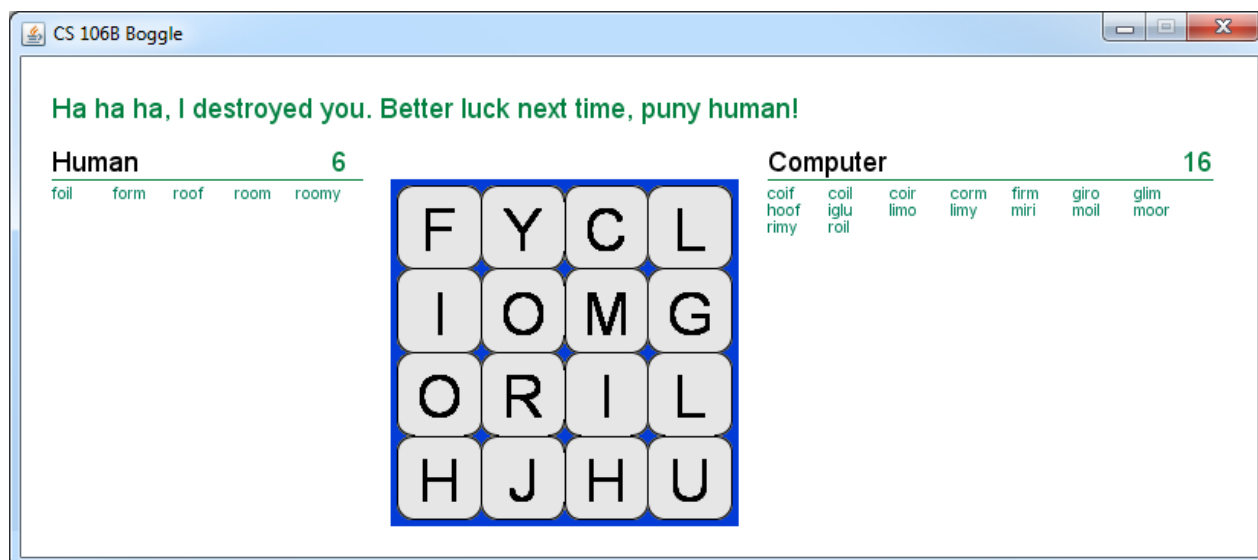 CS 106B Boggle
Ha ha ha, I destroyed you. Better luck next time, puny human!
Human 6
foil form roof room roomy
F Y C L
I O M G
O R I L
H J H U
Computer 16
coif coil coir corm firm giro glim
hoof iglu limo limy miri moil moor
rimy roil